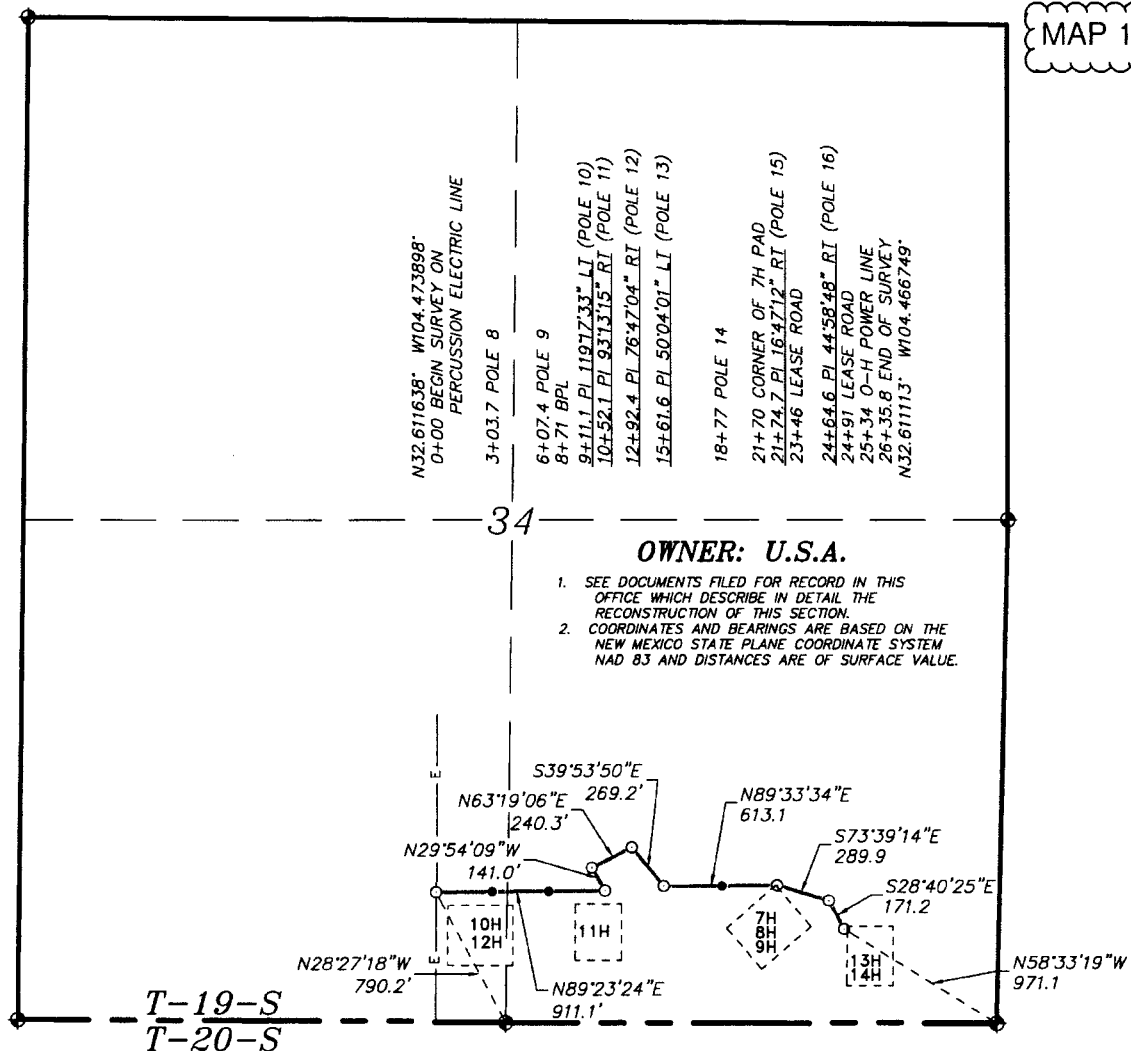 MAP 1
N32.611638° W104.473898°
0+00 BEGIN SURVEY ON
PERCUSSION ELECTRIC LINE
3+03.7 POLE 8
6+07.4 POLE 9
8+71 BPL
9+11.1 PI 119°17'33" LT (POLE 10)
10+52.1 PI 93°13'15" RT (POLE 11)
12+92.4 PI 76°47'04" RT (POLE 12)
15+61.6 PI 50°04'01" LT (POLE 13)
18+77 POLE 14
21+70 CORNER OF 7H PAD
21+74.7 PI 16°47'12" RT (POLE 15)
23+46 LEASE ROAD
24+64.6 PI 44°58'48" RT (POLE 16)
24+91 LEASE ROAD
25+34 O-H POWER LINE
26+35.8 END OF SURVEY
N32.611113° W104.466749°
34
OWNER: U.S.A.
1. SEE DOCUMENTS FILED FOR RECORD IN THIS
OFFICE WHICH DESCRIBE IN DETAIL THE
RECONSTRUCTION OF THIS SECTION.
2. COORDINATES AND BEARINGS ARE BASED ON THE
NEW MEXICO STATE PLANE COORDINATE SYSTEM
NAD 83 AND DISTANCES ARE OF SURFACE VALUE.
E
S39°53'50"E
269.2'
N63°19'06"E
240.3'
N89°33'34"E
613.1
S73°39'14"E
289.9
N29°54'09"W
141.0'
S28°40'25"E
171.2
10H
12H
11H
7H
8H
9H
13H
14H
E
N28°27'18"W
790.2'
N89°23'24"E
911.1'
N58°33'19"W
971.1
T-19-S
T-20-S